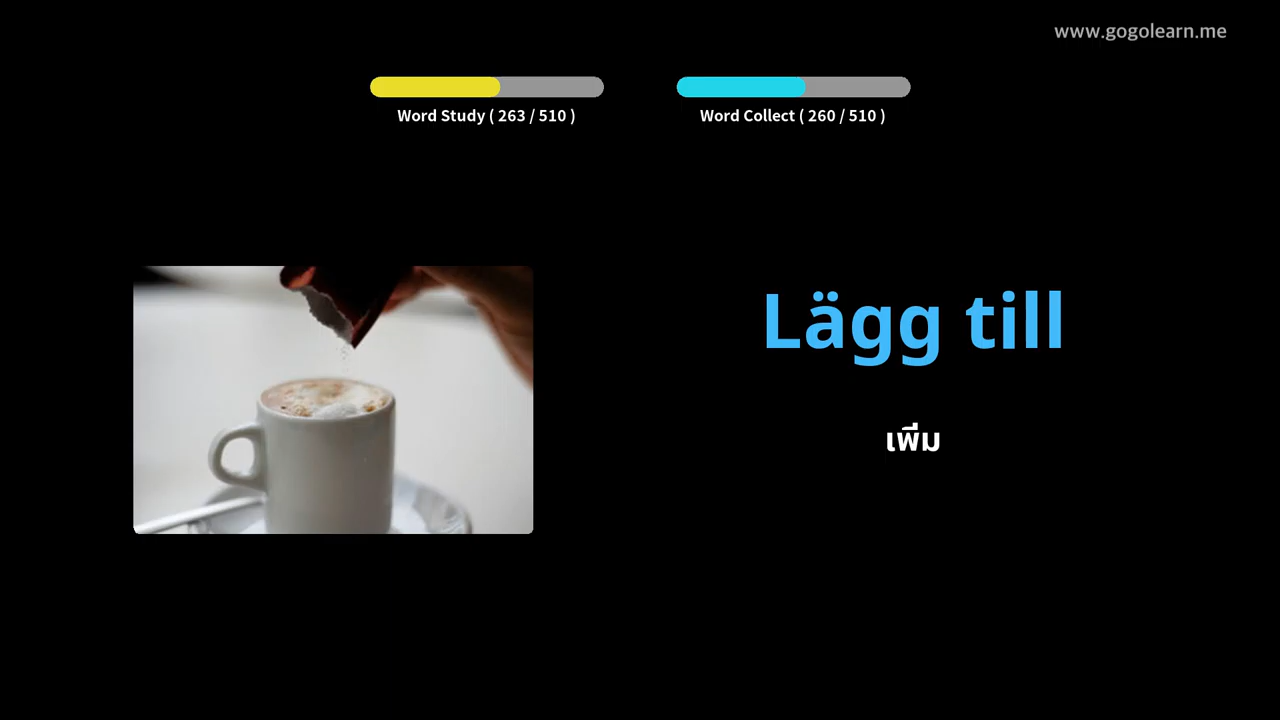 www.gogolearn.me
Word Study ( 263 / 510 )
Word Collect ( 260 / 510 )
Lägg till
เพิ่ม